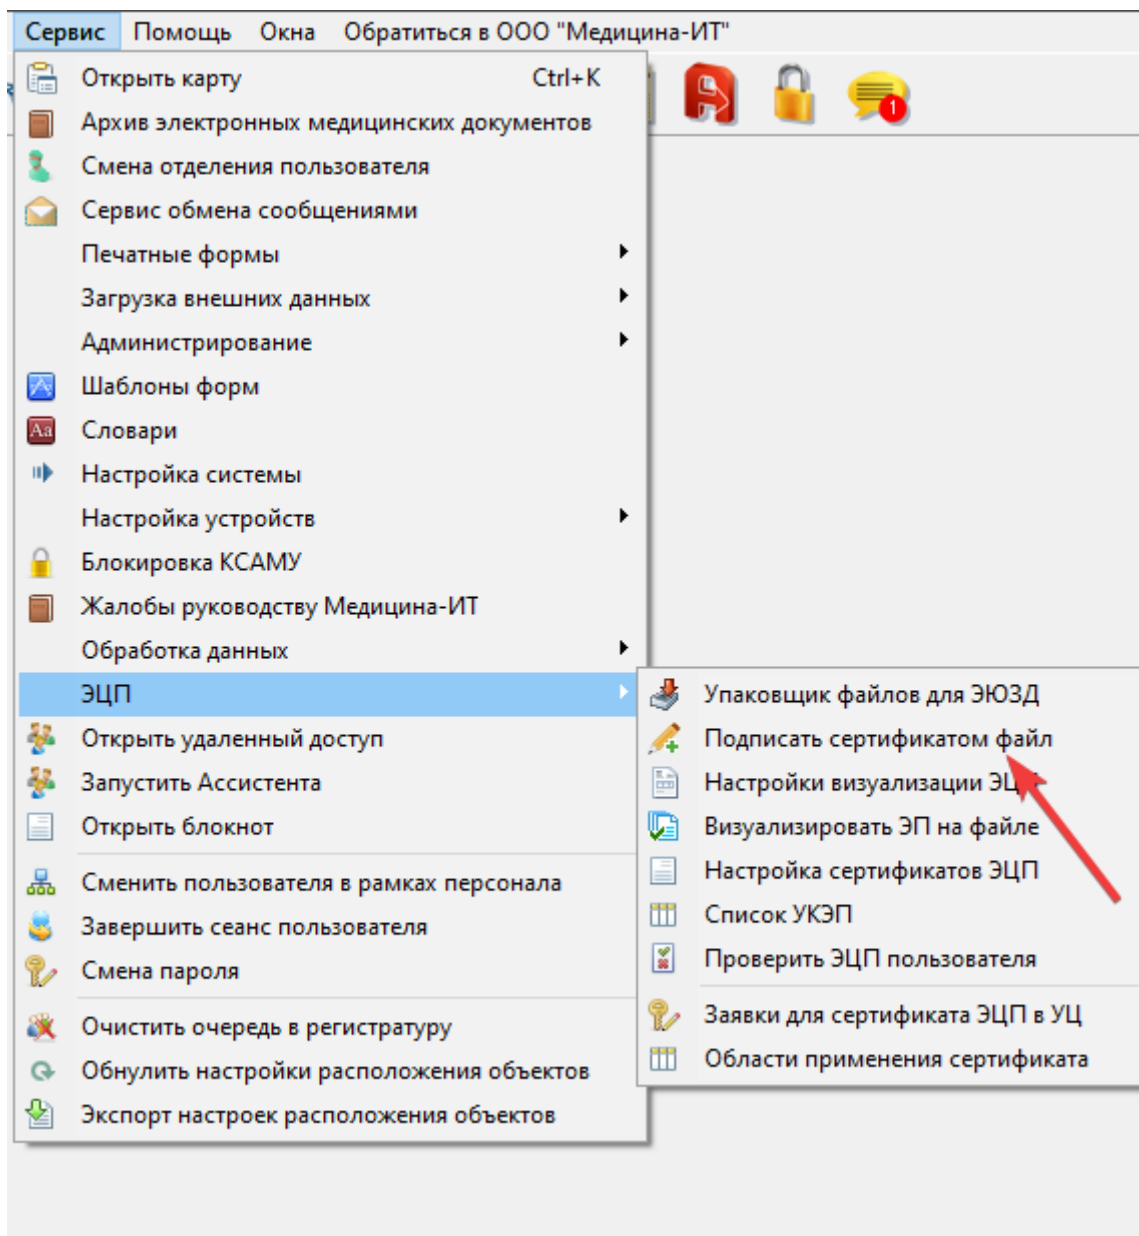 Сервис Помощь Окна Обратиться в ООО "Медицина-ИТ"
Открыть карту Ctrl+K
1
Архив электронных медицинских документов
Смена отделения пользователя
Сервис обмена сообщениями
Печатные формы
Загрузка внешних данных
Администрирование
Шаблоны форм
Aa Словари
Настройка системы
Настройка устройств
Блокировка КСАМУ
Жалобы руководству Медицина-ИТ
Обработка данных
ЭЦП
Открыть удаленный доступ
Запустить Ассистента
Открыть блокнот
Сменить пользователя в рамках персонала
Завершить сеанс пользователя
Смена пароля
Очистить очередь в регистратуру
Обнулить настройки расположения объектов
Экспорт настроек расположения объектов
Упаковщик файлов для ЭЮЗД
Подписать сертификатом файл
Настройки визуализации ЭЦП
Визуализировать ЭП на файле
Настройка сертификатов ЭЦП
Список УКЭП
Проверить ЭЦП пользователя
Заявки для сертификата ЭЦП в УЦ
Области применения сертификата